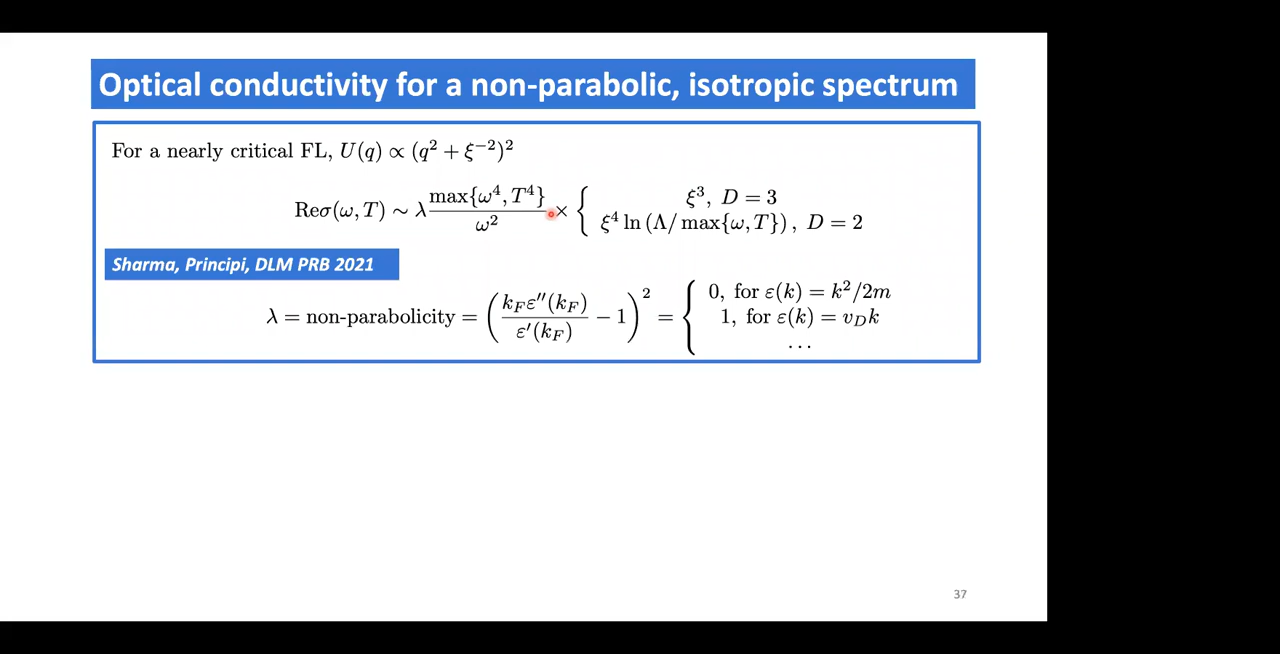 Optical conductivity for a non-parabolic, isotropic spectrum
For a nearly critical FL, U(q) ∝ (q² + ξ⁻²)²
Reσ(ω, T) ∼ λ max{ω⁴, T⁴} / ω² × { ξ³, D = 3
ξ⁴ ln (Λ/ max{ω, T}) , D = 2
Sharma, Principi, DLM PRB 2021
λ = non-parabolicity = ( k_F ε′′(k_F) / ε′(k_F) − 1 )² = { 0, for ε(k) = k²/2m
1, for ε(k) = v_D k
...
37